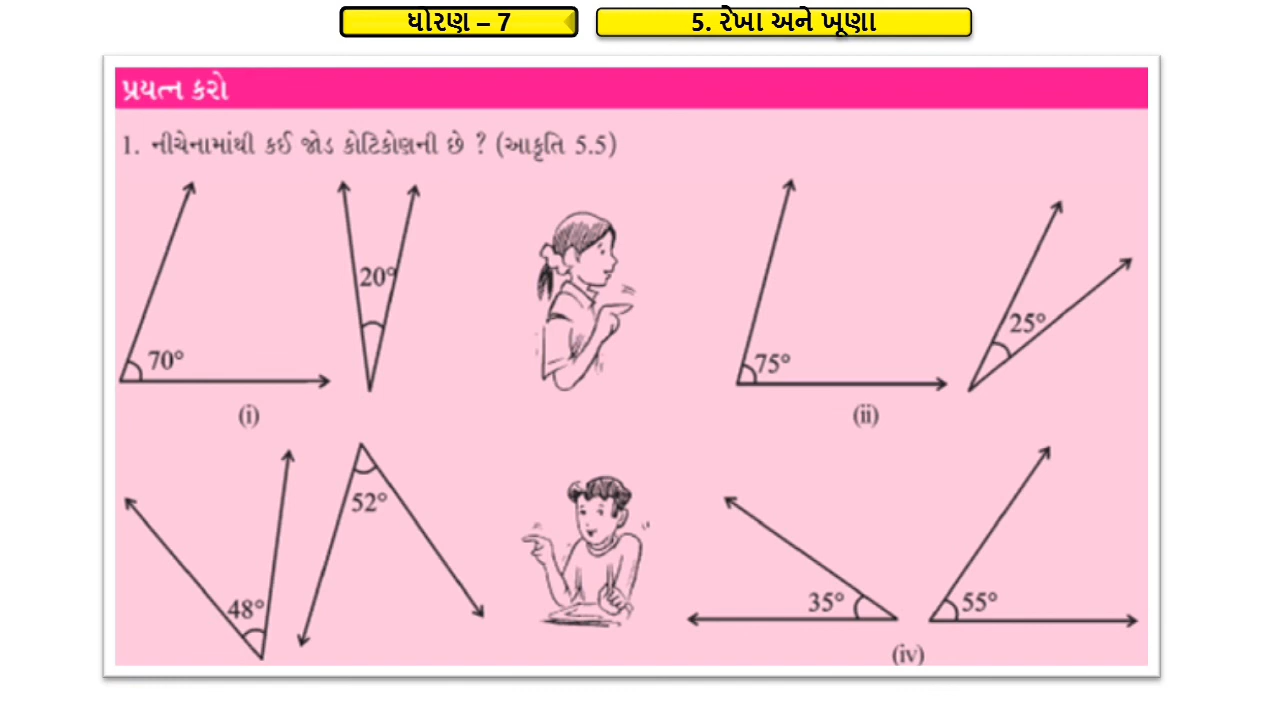 ધોરણ – 7
5. રેખા અને ખૂણા
પ્રયત્ન કરો
1. નીચેનામાંથી કઈ જોડ કોટિકોણની છે ? (આકૃતિ 5.5)
70°
20°
75°
25°
(i)
(ii)
48°
52°
35°
55°
(iv)